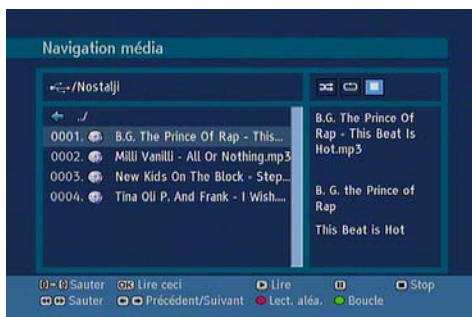 Navigation média
/Nostalji
../
0001. B.G. The Prince Of Rap - This...
0002. Milli Vanilli - All Or Nothing.mp3
0003. New Kids On The Block - Step...
0004. Tina Oli P. And Frank - I Wish....
B.G. The Prince Of
Rap - This Beat Is
Hot.mp3
B. G. the Prince of
Rap
This Beat is Hot
Sauter OK Lire ceci Lire Stop
Sauter Précédent/Suivant Lect. aléa. Boucle